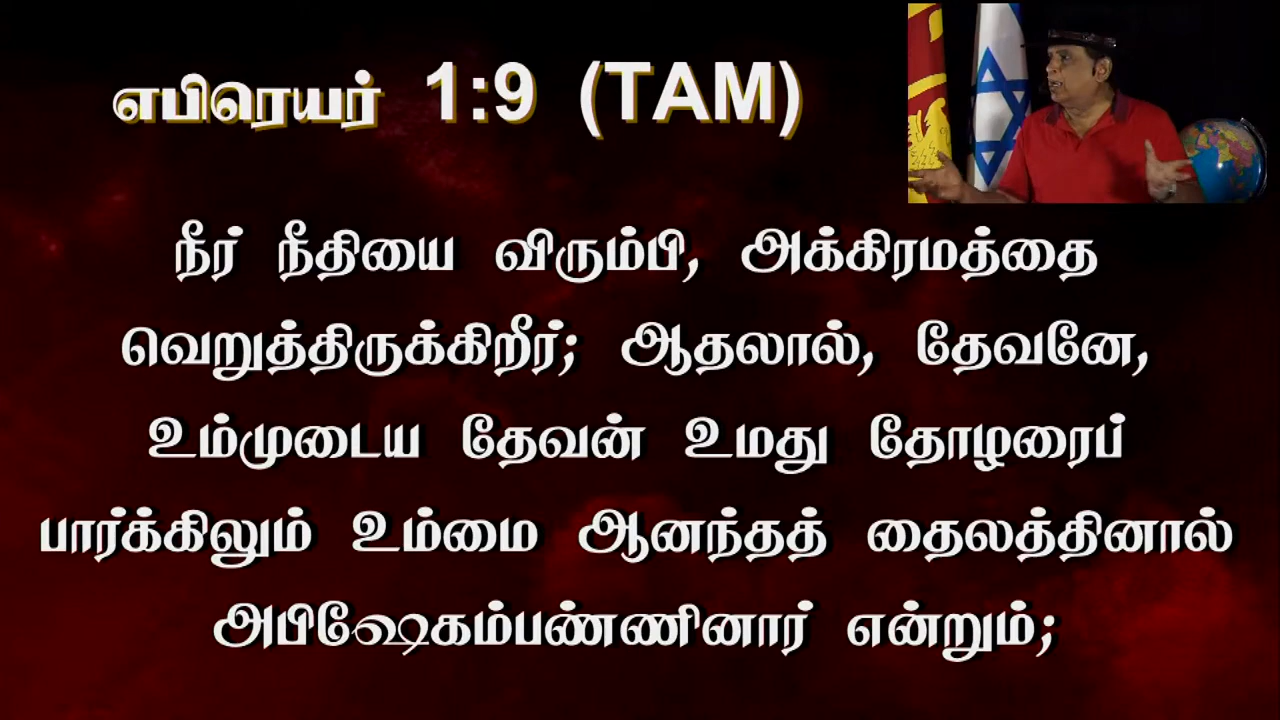 எபிரெயர் 1:9 (TAM)
நீர் நீதியை விரும்பி, அக்கிரமத்தை
வெறுத்திருக்கிறீர்; ஆதலால், தேவனே,
உம்முடைய தேவன் உமது தோழரைப்
பார்க்கிலும் உம்மை ஆனந்தத் தைலத்தினால்
அபிஷேகம்பண்ணினார் என்றும்;